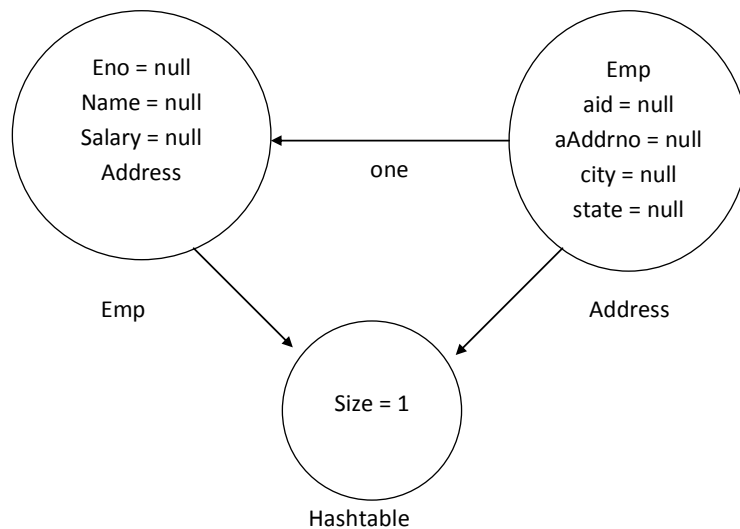 Eno = null
Name = null
Salary = null
Address
Emp
aid = null
aAddrno = null
city = null
state = null
one
Emp
Address
Size = 1
Hashtable